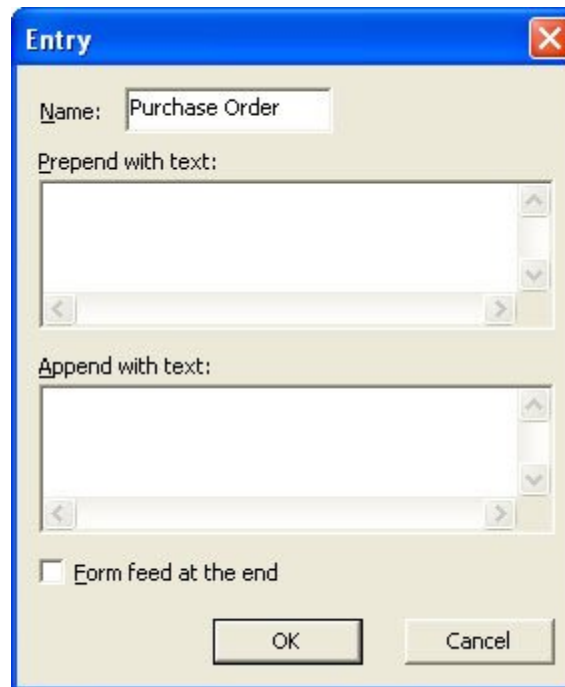 Entry
Name: Purchase Order
Prepend with text:
Append with text:
Form feed at the end
OK Cancel